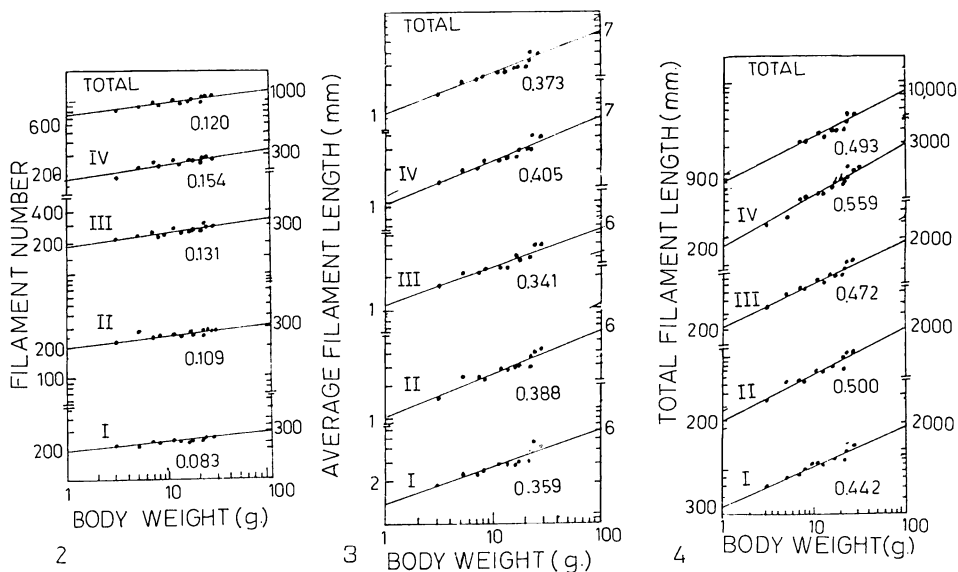 FILAMENT NUMBER
TOTAL
600
1000
0.120
IV
200
300
0.154
400
III
200
300
0.131
II
200
300
0.109
100
I
200
300
0.083
1 10 100
BODY WEIGHT (g.)
2
AVERAGE FILAMENT LENGTH (mm)
TOTAL
7
1
0.373
7
IV
1
0.405
6
III
1
0.341
6
II
1
0.388
6
I
2
0.359
1 10 100
BODY WEIGHT (g.)
3
TOTAL FILAMENT LENGTH (mm.)
TOTAL
10,000
900
0.493
3000
IV
200
0.559
2000
III
200
0.472
2000
II
200
0.500
2000
I
300
0.442
1 10 100
BODY WEIGHT(g.)
4